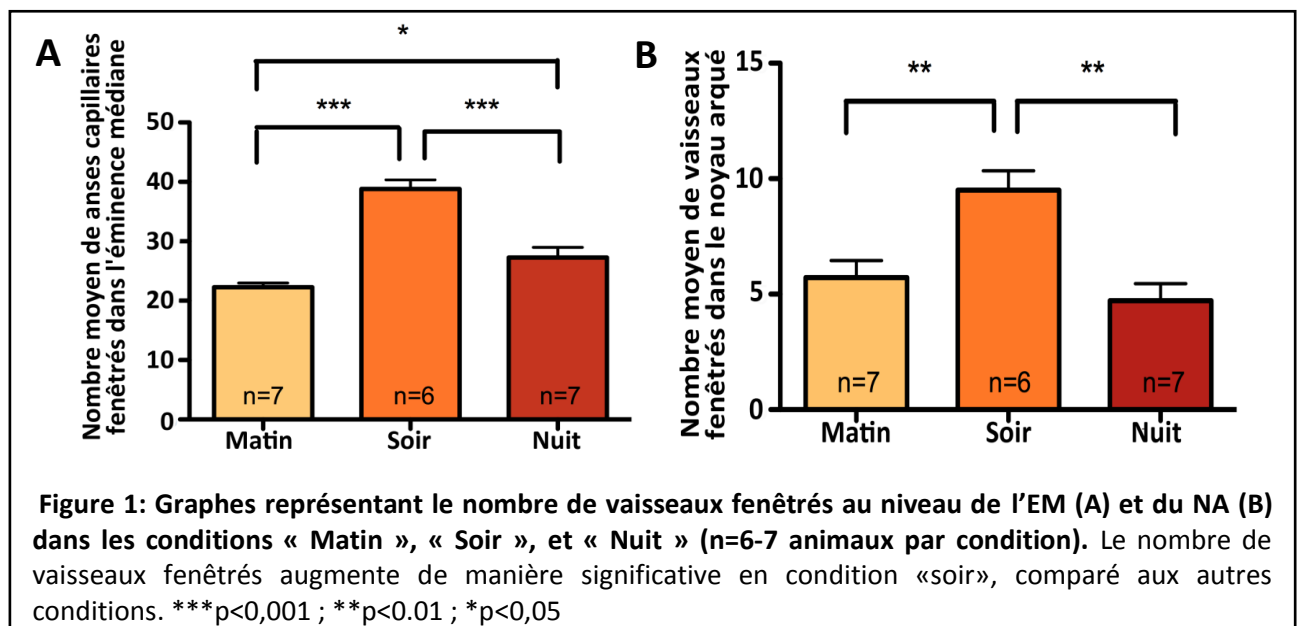 A
Nombre moyen de anses capillaires
fenêtrés dans l'éminence médiane
*
***
***
50
40
30
20
10
0
n=7
n=6
n=7
Matin
Soir
Nuit
B
Nombre moyen de vaisseaux
fenêtrés dans le noyau arqué
**
**
15
10
5
0
n=7
n=6
n=7
Matin
Soir
Nuit
Figure 1: Graphes représentant le nombre de vaisseaux fenêtrés au niveau de l’EM (A) et du NA (B)
dans les conditions « Matin », « Soir », et « Nuit » (n=6-7 animaux par condition). Le nombre de
vaisseaux fenêtrés augmente de manière significative en condition «soir», comparé aux autres
conditions. ***p<0,001 ; **p<0.01 ; *p<0,05